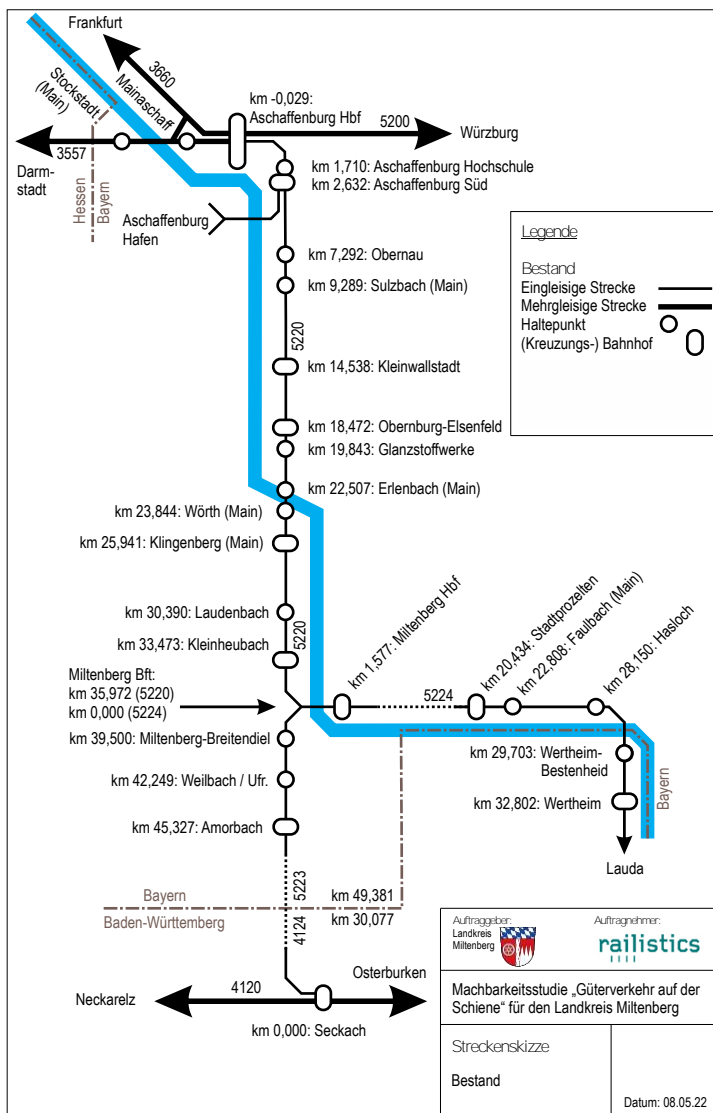 Frankfurt
3660
Stockstadt
(Main)
Mainaschaff
km -0,029:
Aschaffenburg Hbf
5200
Würzburg
3557
Darm-
stadt
Hessen
Bayern
km 1,710: Aschaffenburg Hochschule
km 2,632: Aschaffenburg Süd
Aschaffenburg
Hafen
km 7,292: Obernau
km 9,289: Sulzbach (Main)
5220
km 14,538: Kleinwallstadt
km 18,472: Obernburg-Elsenfeld
km 19,843: Glanzstoffwerke
km 22,507: Erlenbach (Main)
km 23,844: Wörth (Main)
km 25,941: Klingenberg (Main)
km 30,390: Laudenbach
5220
km 33,473: Kleinheubach
Miltenberg Bft:
km 35,972 (5220)
km 0,000 (5224)
km 1,577: Miltenberg Hbf
5224
km 20,434: Stadtprozelten
km 22,808: Faulbach (Main)
km 28,150: Hasloch
km 39,500: Miltenberg-Breitendiel
km 42,249: Weilbach / Ufr.
km 45,327: Amorbach
km 29,703: Wertheim-
Bestenheid
km 32,802: Wertheim
Bayern
Lauda
5223
4124
Bayern
Baden-Württemberg
km 49,381
km 30,077
Neckarelz
4120
Osterburken
km 0,000: Seckach
Legende
Bestand
Eingleisige Strecke
Mehrgleisige Strecke
Haltepunkt
(Kreuzungs-) Bahnhof
Auftraggeber:
Landkreis
Miltenberg
Auftragnehmer:
railistics
Machbarkeitsstudie „Güterverkehr auf der
Schiene“ für den Landkreis Miltenberg
Streckenskizze
Bestand
Datum: 08.05.22